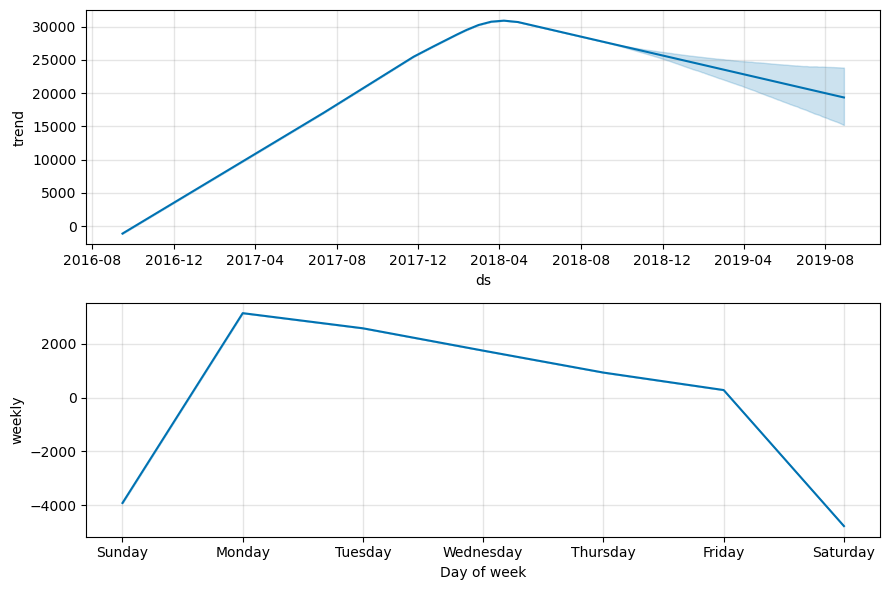 30000
25000
20000
15000
10000
5000
0
trend
2016-08 2016-12 2017-04 2017-08 2017-12 2018-04 2018-08 2018-12 2019-04 2019-08
ds
2000
0
−2000
−4000
weekly
Sunday Monday Tuesday Wednesday Thursday Friday Saturday
Day of week